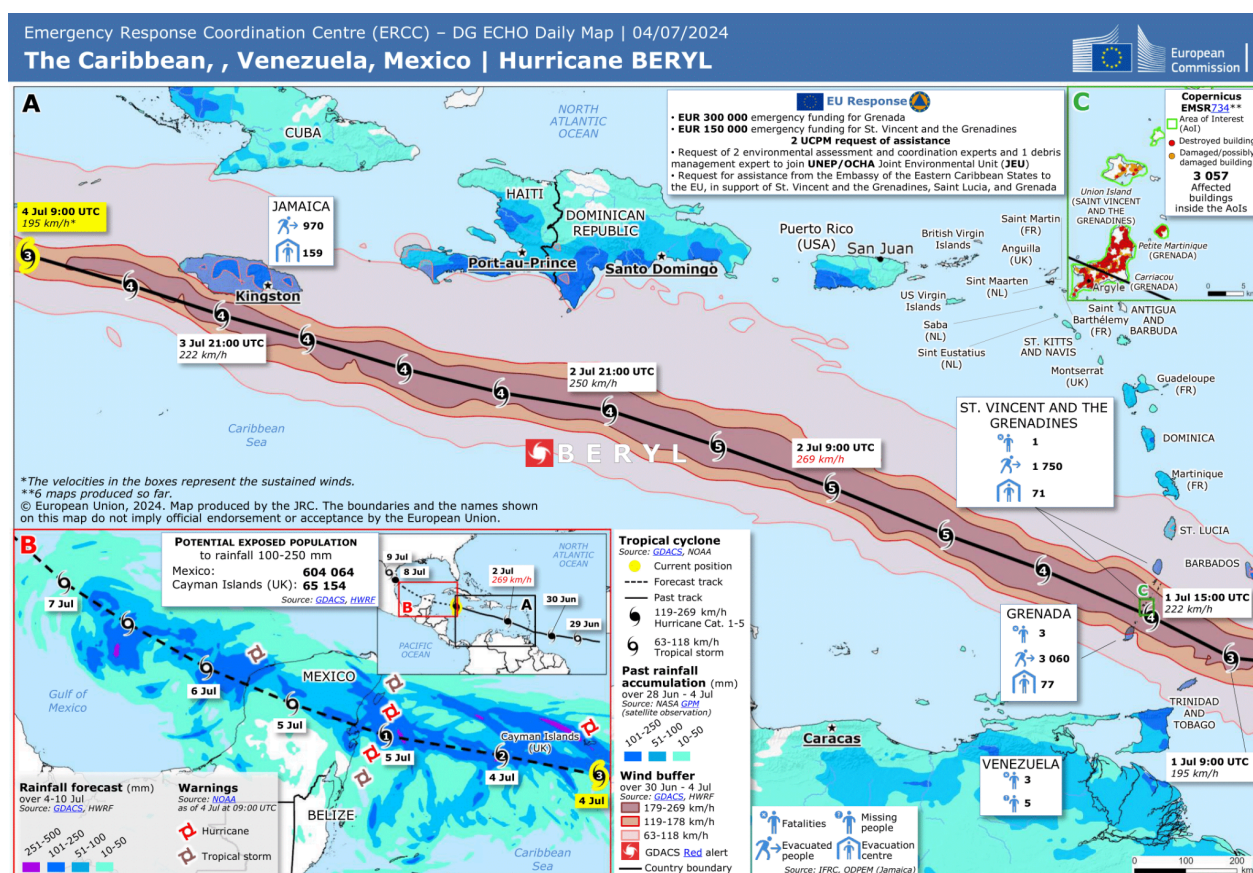 Emergency Response Coordination Centre (ERCC) – DG ECHO Daily Map | 04/07/2024
The Caribbean, , Venezuela, Mexico | Hurricane BERYL
European
Commission
A
CUBA
NORTH
ATLANTIC
OCEAN
EU Response
• EUR 300 000 emergency funding for Grenada
• EUR 150 000 emergency funding for St. Vincent and the Grenadines
2 UCPM request of assistance
• Request of 2 environmental assessment and coordination experts and 1 debris
management expert to join UNEP/OCHA Joint Environmental Unit (JEU)
• Request for assistance from the Embassy of the Eastern Caribbean States to
the EU, in support of St. Vincent and the Grenadines, Saint Lucia, and Grenada
C
Copernicus
EMSR734**
Area of Interest
(AoI)
Destroyed building
Damaged/possibly
damaged building
3 057
Affected
buildings
inside the AoIs
Union Island
(SAINT VINCENT
AND THE
GRENADINES)
Petite Martinique
(GRENADA)
Carriacou
(GRENADA)
Argyle
0 5
km
4 Jul 9:00 UTC
195 km/h*
3
JAMAICA
970
159
HAITI
DOMINICAN
REPUBLIC
Port-au-Prince
Santo Domingo
Kingston
Puerto Rico
(USA)
San Juan
British Virgin
Islands
Saint Martin
(FR)
Anguilla
(UK)
Sint Maarten
(NL)
US Virgin
Islands
Saba
(NL)
Sint Eustatius
(NL)
Saint
Barthélemy
(FR)
ANTIGUA
AND
BARBUDA
ST. KITTS
AND NAVIS
Montserrat
(UK)
Guadeloupe
(FR)
DOMINICA
Martinique
(FR)
ST. LUCIA
BARBADOS
4
4
4
4
4
4
5
5
5
4
4
3
3 Jul 21:00 UTC
222 km/h
2 Jul 21:00 UTC
250 km/h
2 Jul 9:00 UTC
269 km/h
1 Jul 15:00 UTC
222 km/h
1 Jul 9:00 UTC
195 km/h
C
Caribbean
Sea
BERYL
ST. VINCENT AND THE
GRENADINES
1
1 750
71
GRENADA
3
3 060
77
TRINIDAD
AND
TOBAGO
Caracas
VENEZUELA
3
5
*The velocities in the boxes represent the sustained winds.
**6 maps produced so far.
© European Union, 2024. Map produced by the JRC. The boundaries and the names shown
on this map do not imply official endorsement or acceptance by the European Union.
B
POTENTIAL EXPOSED POPULATION
to rainfall 100-250 mm
Mexico: 604 064
Cayman Islands (UK): 65 154
Source: GDACS, HWRF
9 Jul
8 Jul
2 Jul
269 km/h
30 Jun
29 Jun
NORTH
ATLANTIC
OCEAN
PACIFIC
OCEAN
A
B
7 Jul
6 Jul
5 Jul
5 Jul
4 Jul
4 Jul
1
2
3
Gulf of
Mexico
MEXICO
BELIZE
Cayman Islands
(UK)
Caribbean
Sea
Rainfall forecast (mm)
over 4-10 Jul
Source: GDACS, HWRF
251-500
101-250
51-100
10-50
Warnings
Source: NOAA
as of 4 Jul at 09:00 UTC
Hurricane
Tropical storm
Tropical cyclone
Source: GDACS, NOAA
Current position
Forecast track
Past track
119-269 km/h
Hurricane Cat. 1-5
63-118 km/h
Tropical storm
Past rainfall
accumulation (mm)
over 28 Jun - 4 Jul
Source: NASA GPM
(satellite observation)
101-250
51-100
10-50
Wind buffer
over 30 Jun - 4 Jul
Source: GDACS, HWRF
179-269 km/h
119-178 km/h
63-118 km/h
GDACS Red alert
Country boundary
Fatalities
Missing
people
Evacuated
people
Evacuation
centre
Source: IFRC, ODPEM (Jamaica)
0 100 200
km